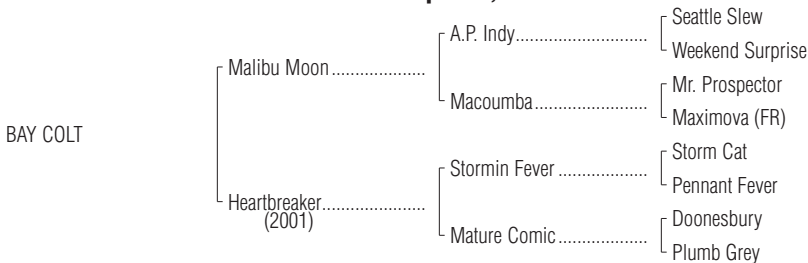 Seattle Slew
A.P. Indy
Weekend Surprise
Malibu Moon
Mr. Prospector
Macoumba
Maximova (FR)
BAY COLT
Storm Cat
Stormin Fever
Pennant Fever
Heartbreaker
(2001)
Doonesbury
Mature Comic
Plumb Grey